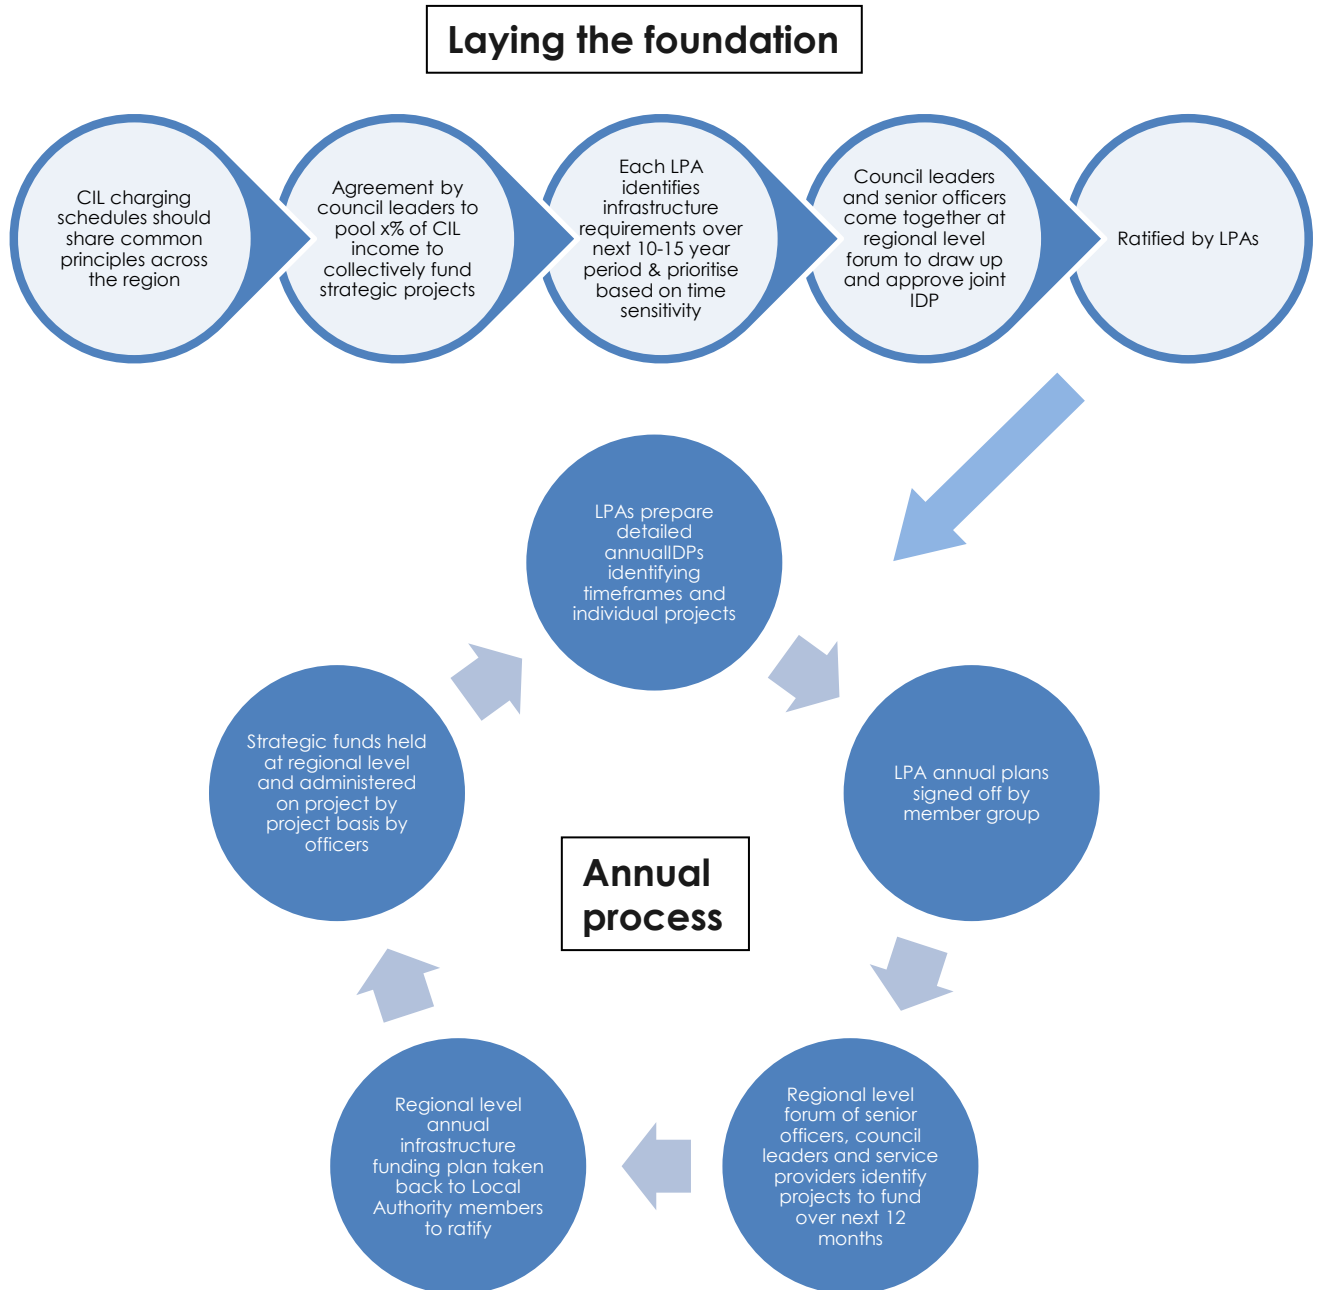 Laying the foundation
CIL charging
schedules should
share common
principles across
the region
Agreement by
council leaders to
pool x% of CIL
income to
collectively fund
strategic projects
Each LPA
identifies
infrastructure
requirements over
next 10-15 year
period & prioritise
based on time
sensitivity
Council leaders
and senior officers
come together at
regional level
forum to draw up
and approve joint
IDP
Ratified by LPAs
LPAs prepare
detailed
annualIDPs
identifying
timeframes and
individual projects
LPA annual plans
signed off by
member group
Regional level
forum of senior
officers, council
leaders and service
providers identify
projects to fund
over next 12
months
Regional level
annual
infrastructure
funding plan taken
back to Local
Authority members
to ratify
Strategic funds held
at regional level
and administered
on project by
project basis by
officers
Annual
process